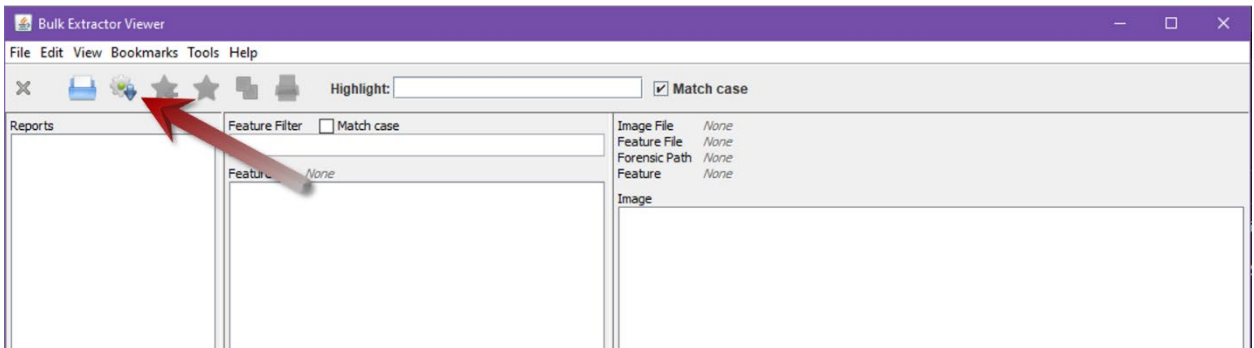 Bulk Extractor Viewer
File Edit View Bookmarks Tools Help
Highlight: Match case
Reports
Feature Filter Match case
Image File None
Feature File None
Forensic Path None
Feature None
Feature None
Image